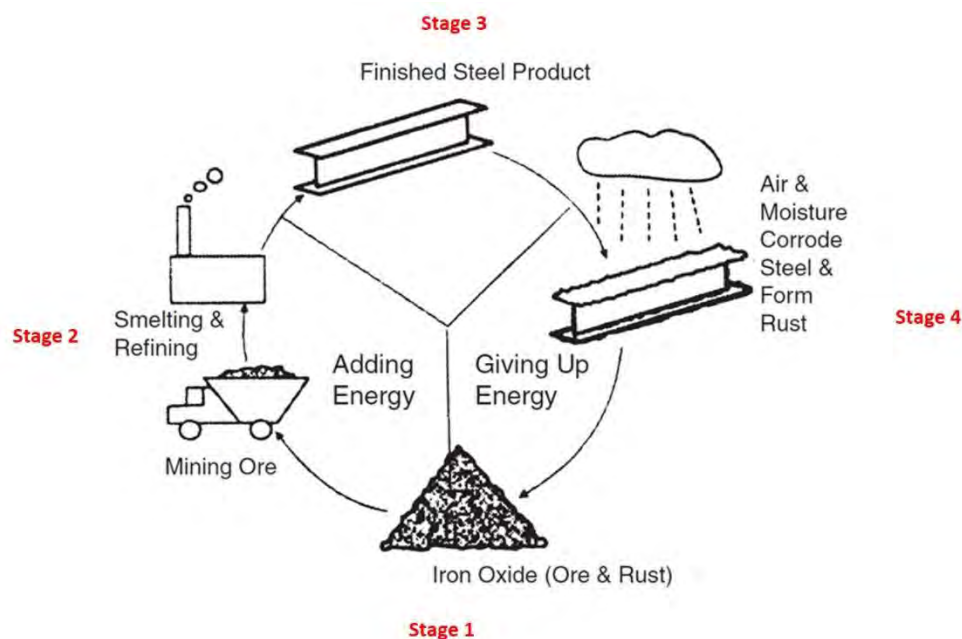 Stage 3
Finished Steel Product
Air &
Moisture
Corrode
Steel &
Form
Rust
Stage 4
Stage 2
Smelting &
Refining
Adding
Energy
Giving Up
Energy
Mining Ore
Iron Oxide (Ore & Rust)
Stage 1